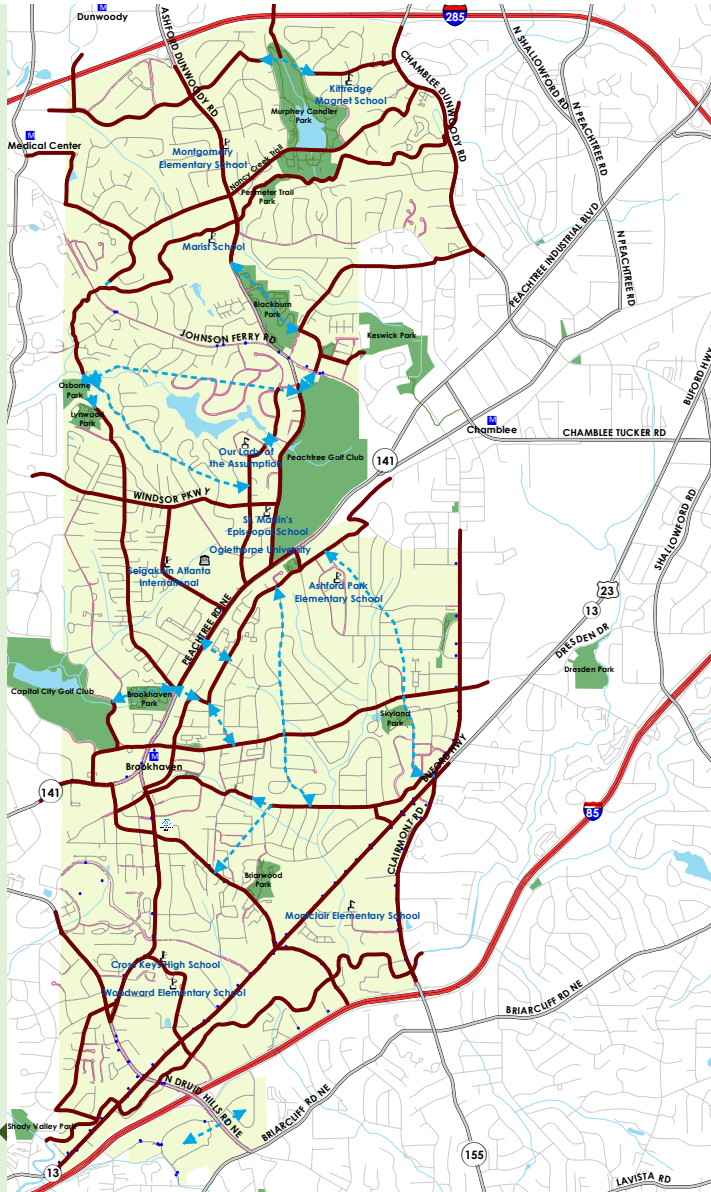 Dunwoody
285
ASHFORD DUNWOODY RD
N SHALLOWFORD RD
CHAMBLEE DUNWOODY RD
Kittredge
Magnet School
Murphey Candler
Park
N PEACHTREE RD
M
Medical Center
Montgomery
Elementary School
Nancy Creek Trail
Perimeter Trail
Park
Marist School
PEACHTREE INDUSTRIAL BLVD
N PEACHTREE RD
Blackburn
Park
JOHNSON FERRY RD
Keswick Park
BUFORD HWY
Osborne
Park
Lynwood
Park
M
Chamblee
CHAMBLEE TUCKER RD
Our Lady of
the Assumption
Peachtree Golf Club
141
WINDSOR PKWY
SHALLOWFORD RD
St. Martin's
Episcopal School
Oglethorpe University
Seigakuin Atlanta
International
Ashford Park
Elementary School
23
13
PEACHTREE RD NE
DRESDEN DR
Dresden Park
Capital City Golf Club
Brookhaven
Park
Skyland
Park
M
Brookhaven
BUFORD HWY
141
85
CLAIRMONT RD
Briarwood
Park
Montclair Elementary School
Cross Keys High School
Woodward Elementary School
BRIARCLIFF RD NE
N DRUID HILLS RD NE
BRIARCLIFF RD NE
Shady Valley Park
155
13
LAVISTA RD